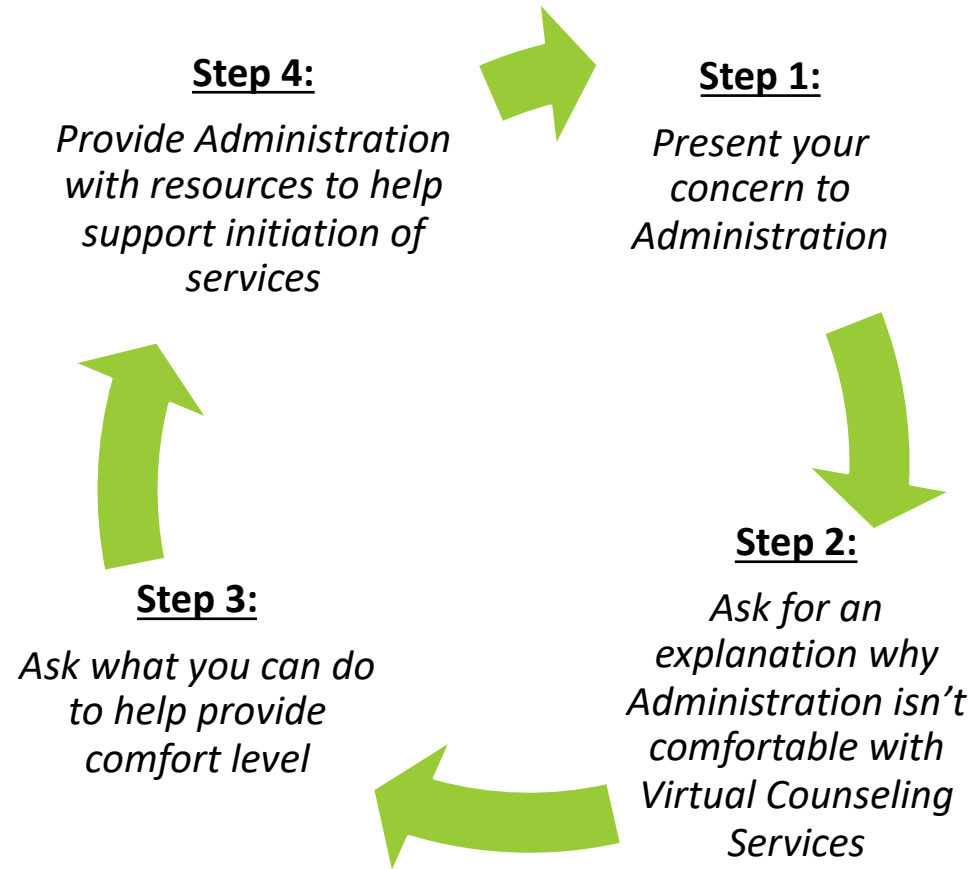 Step 1:
Present your
concern to
Administration
Step 2:
Ask for an
explanation why
Administration isn’t
comfortable with
Virtual Counseling
Services
Step 3:
Ask what you can do
to help provide
comfort level
Step 4:
Provide Administration
with resources to help
support initiation of
services